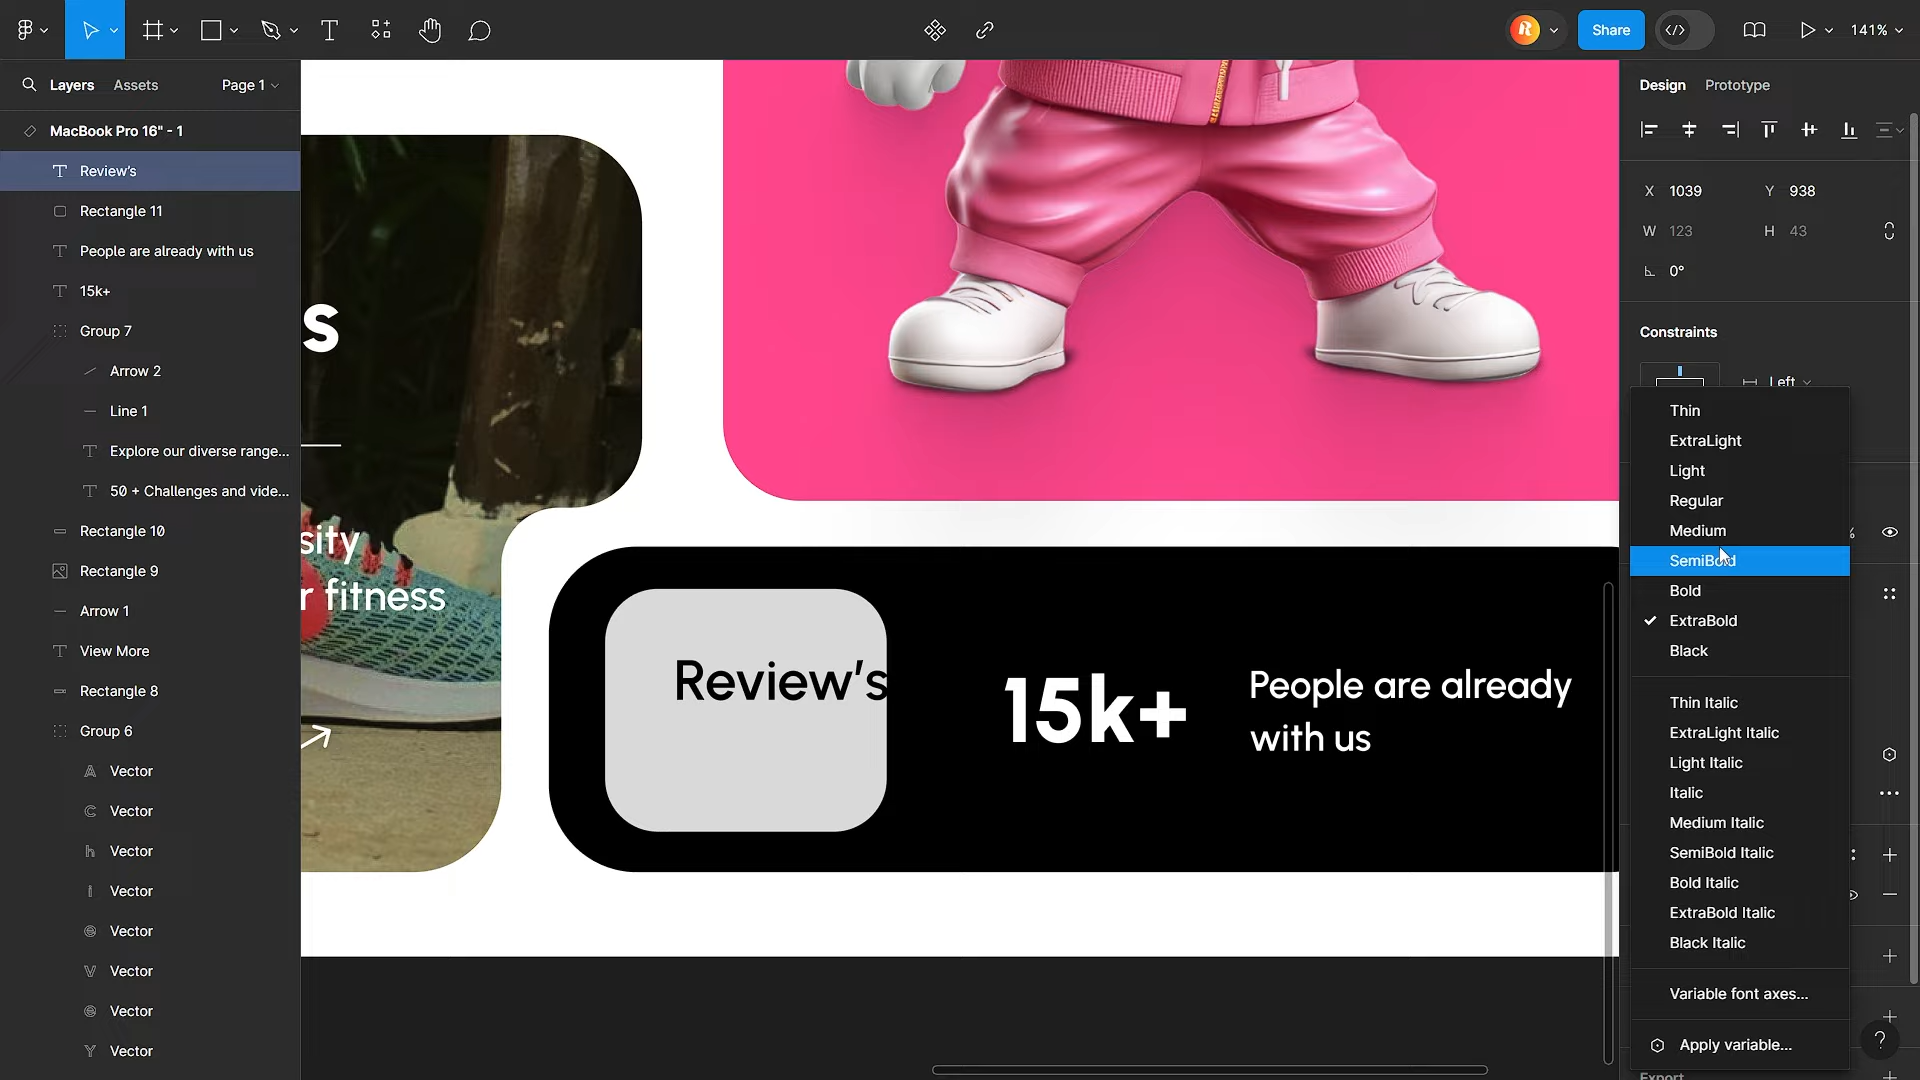 Share
141%
Layers
Assets
Page 1
MacBook Pro 16" - 1
Review's
Rectangle 11
People are already with us
15k+
Group 7
Arrow 2
Line 1
Explore our diverse range...
50 + Challenges and vide...
Rectangle 10
Rectangle 9
Arrow 1
View More
Rectangle 8
Group 6
Vector
Vector
Vector
Vector
Vector
Vector
Vector
Vector
s
sity
r fitness
Review's
15k+
People are already
with us
Design
Prototype
X 1039
Y 938
W 123
H 43
0°
Constraints
Left
Thin
ExtraLight
Light
Regular
Medium
SemiBold
Bold
ExtraBold
Black
Thin Italic
ExtraLight Italic
Light Italic
Italic
Medium Italic
SemiBold Italic
Bold Italic
ExtraBold Italic
Black Italic
Variable font axes...
Apply variable...
%
?
Export